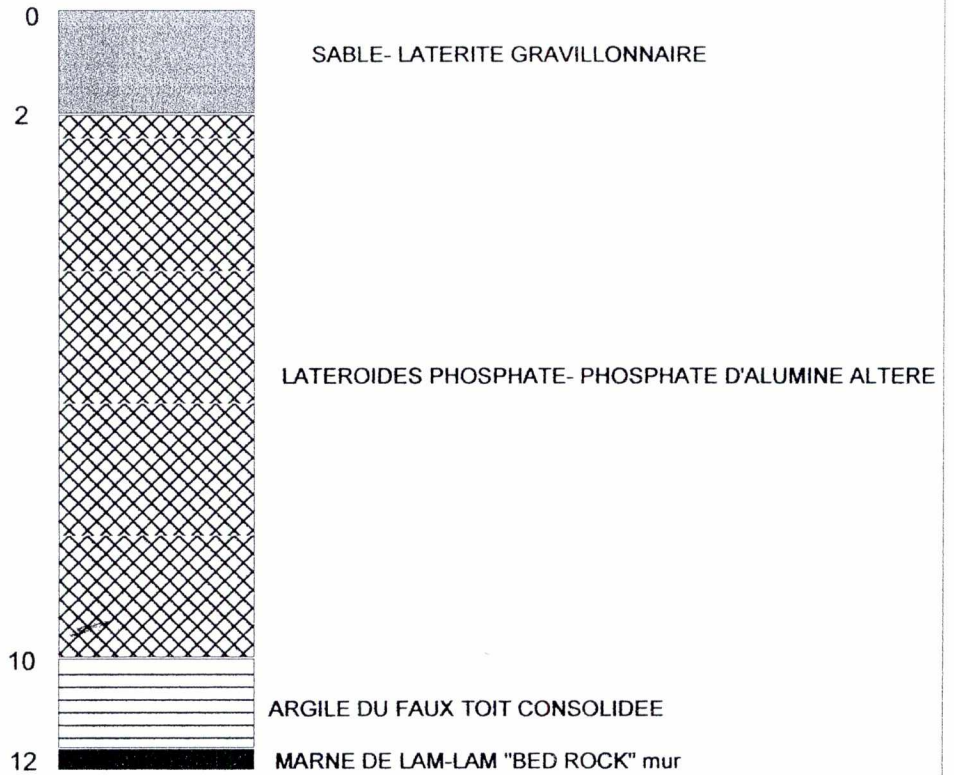 0
SABLE- LATERITE GRAVILLONNAIRE
2
LATEROIDES PHOSPHATE- PHOSPHATE D'ALUMINE ALTERE
10
ARGILE DU FAUX TOIT CONSOLIDEE
12
MARNE DE LAM-LAM "BED ROCK" mur